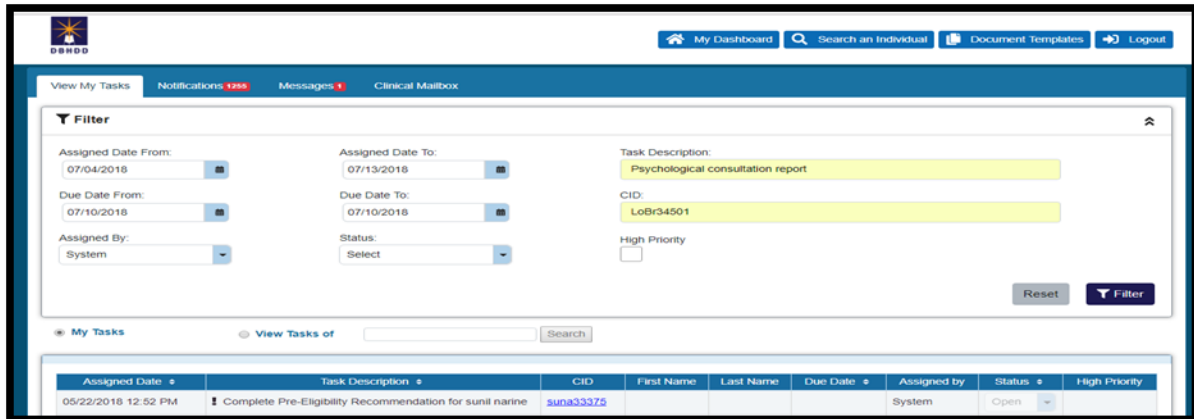 DBHDD
My Dashboard Search an Individual Document Templates Logout
View My Tasks Notifications 1255 Messages 1 Clinical Mailbox
Filter
Assigned Date From: Assigned Date To: Task Description:
07/04/2018 07/13/2018 Psychological consultation report
Due Date From: Due Date To: CID:
07/10/2018 07/10/2018 LoBr34501
Assigned By: Status: High Priority
System Select
Reset Filter
My Tasks View Tasks of Search
Assigned Date Task Description CID First Name Last Name Due Date Assigned by Status High Priority
05/22/2018 12:52 PM ! Complete Pre-Eligibility Recommendation for sunil narine suna33375 System Open